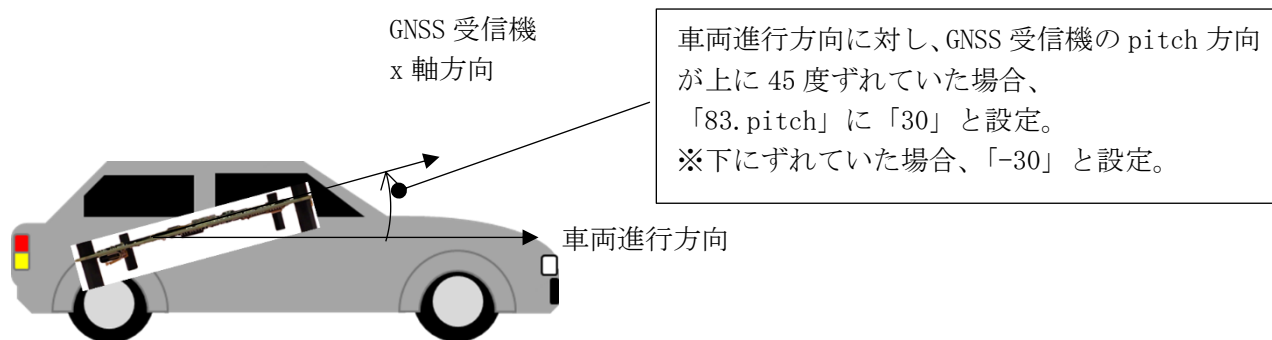 GNSS 受信機
x 軸方向
車両進行方向に対し、GNSS 受信機の pitch 方向
が上に 45 度ずれていた場合、
「83.pitch」に「30」と設定。
※下にずれていた場合、「-30」と設定。
車両進行方向